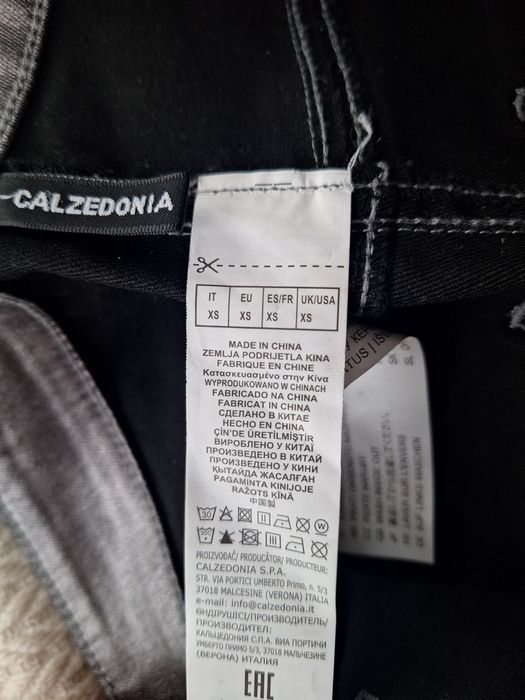 CALZEDONIA
IT EU ES/FR UK/USA
XS XS XS XS
MADE IN CHINA
ZEMLJA PODRIJETLA KINA
FABRIQUE EN CHINE
Κατασκευασμένο στην Κίνα
WYPRODUKOWANO W CHINACH
FABRICADO NA CHINA
FABRICAT IN CHINA
СДЕЛАНО В КИТАЕ
HECHO EN CHINA
ÇİN'DE ÜRETİLMİŞTİR
ВИРОБЛЕНО У КИТАЇ
ПРОИЗВЕДЕНО В КИТАЙ
ПРОИЗВЕДЕНО У КИНИ
ҚЫТАЙДА ЖАСАЛҒАН
PAGAMINTA KINIJOJE
RAŽOTS ĶĪNĀ
中国製
PROIZVOĐAČ/ PRODUCĂTOR/ PRODUCTEUR:
CALZEDONIA S.P.A.
STR. VIA PORTICI UMBERTO Primo, n. 5/3
37018 MALCESINE (VERONA) ITALIA
e-mail: info@calzedonia.it
ӨНДІРУШІСІ/ПРОИЗВОДИТЕЛЬ/
ПРОИЗВОДИТЕЛ:
КАЛЬЦЕДОНИЯ С.П.А. ВИА ПОРТИЧИ
УМБЕРТО ПРИМО 5/3, 37018 МАЛЬЧЕЗИНЕ
(ВЕРОНА) ИТАЛИЯ
EAC